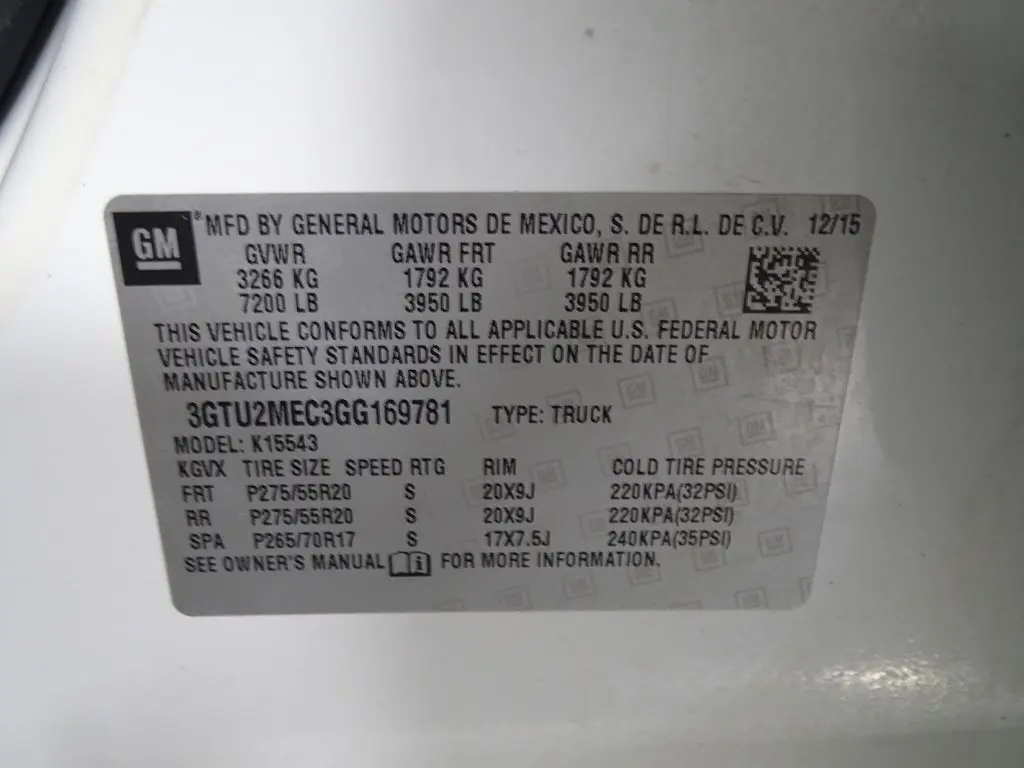 GM ® MFD BY GENERAL MOTORS DE MEXICO, S. DE R.L. DE C.V. 12/15
GVWR GAWR FRT GAWR RR
3266 KG 1792 KG 1792 KG
7200 LB 3950 LB 3950 LB
THIS VEHICLE CONFORMS TO ALL APPLICABLE U.S. FEDERAL MOTOR
VEHICLE SAFETY STANDARDS IN EFFECT ON THE DATE OF
MANUFACTURE SHOWN ABOVE.
3GTU2MEC3GG169781 TYPE: TRUCK
MODEL: K15543
KGVX TIRE SIZE SPEED RTG RIM COLD TIRE PRESSURE
FRT P275/55R20 S 20X9J 220KPA(32PSI)
RR P275/55R20 S 20X9J 220KPA(32PSI)
SPA P265/70R17 S 17X7.5J 240KPA(35PSI)
SEE OWNER'S MANUAL i FOR MORE INFORMATION.